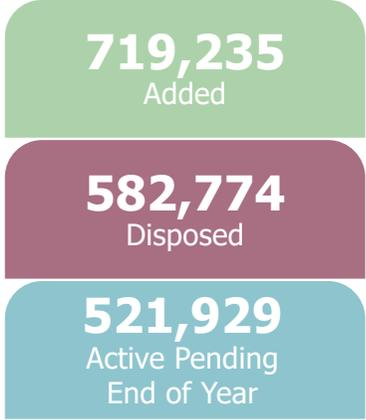 719,235
Added
582,774
Disposed
521,929
Active Pending
End of Year